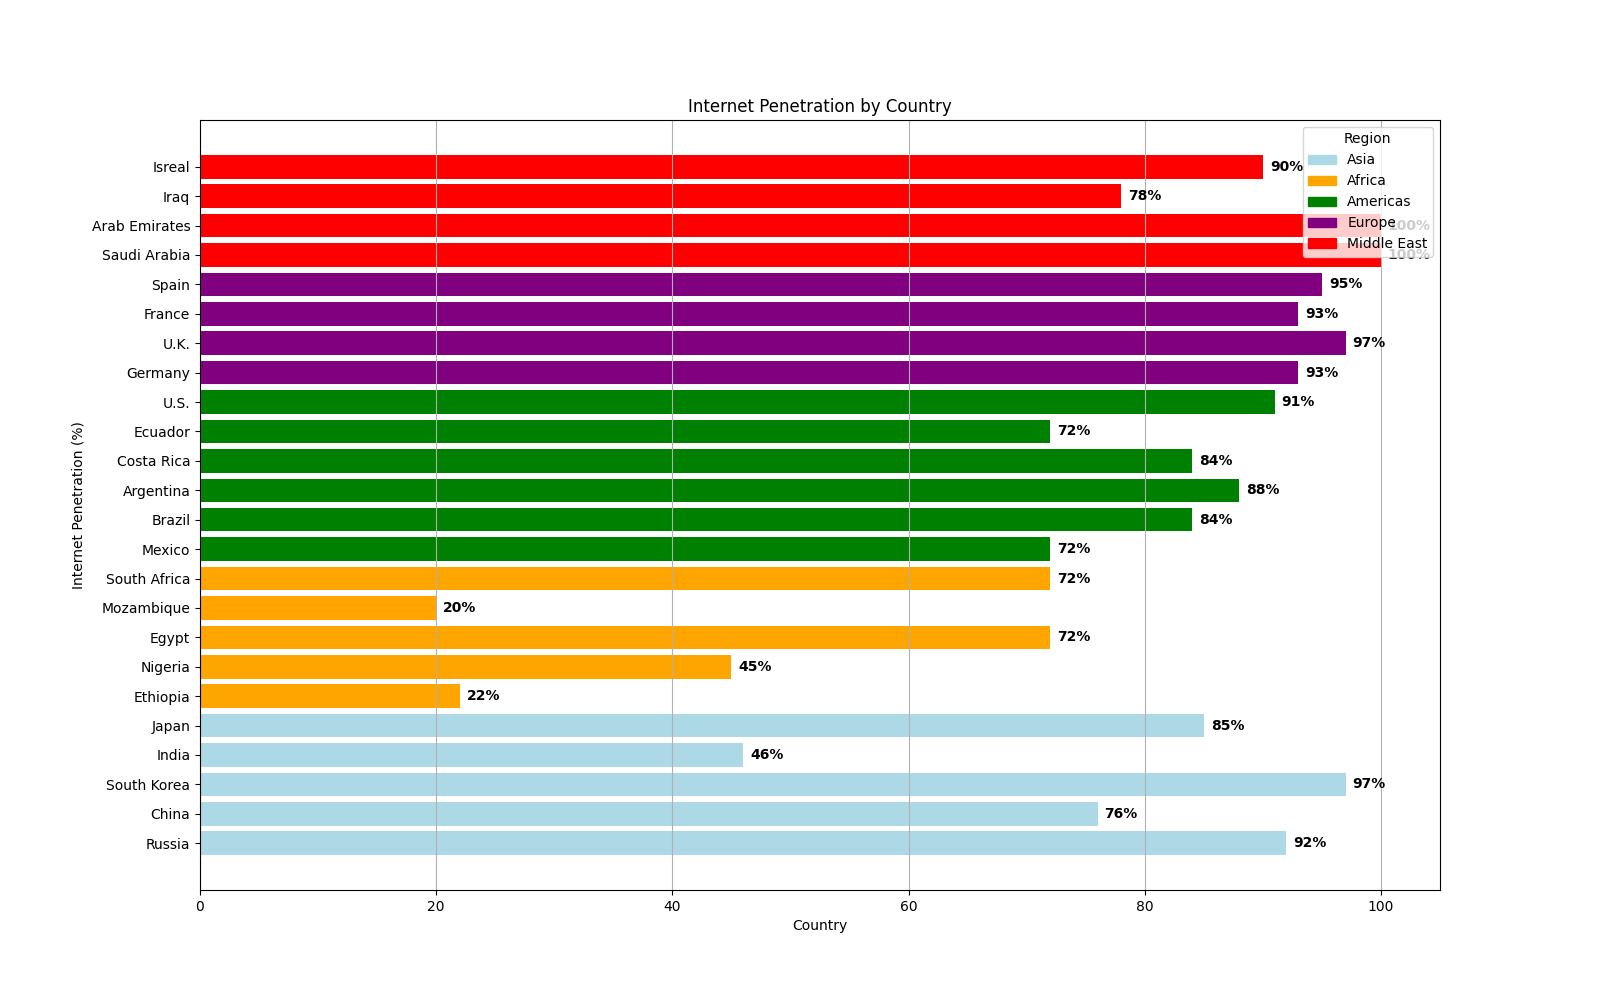 Internet Penetration by Country
Region
Asia
Africa
Americas
Europe
Middle East
Isreal 90%
Iraq 78%
Arab Emirates 100%
Saudi Arabia 100%
Spain 95%
France 93%
U.K. 97%
Germany 93%
U.S. 91%
Ecuador 72%
Costa Rica 84%
Argentina 88%
Brazil 84%
Mexico 72%
South Africa 72%
Mozambique 20%
Egypt 72%
Nigeria 45%
Ethiopia 22%
Japan 85%
India 46%
South Korea 97%
China 76%
Russia 92%
Internet Penetration (%)
0 20 40 60 80 100
Country